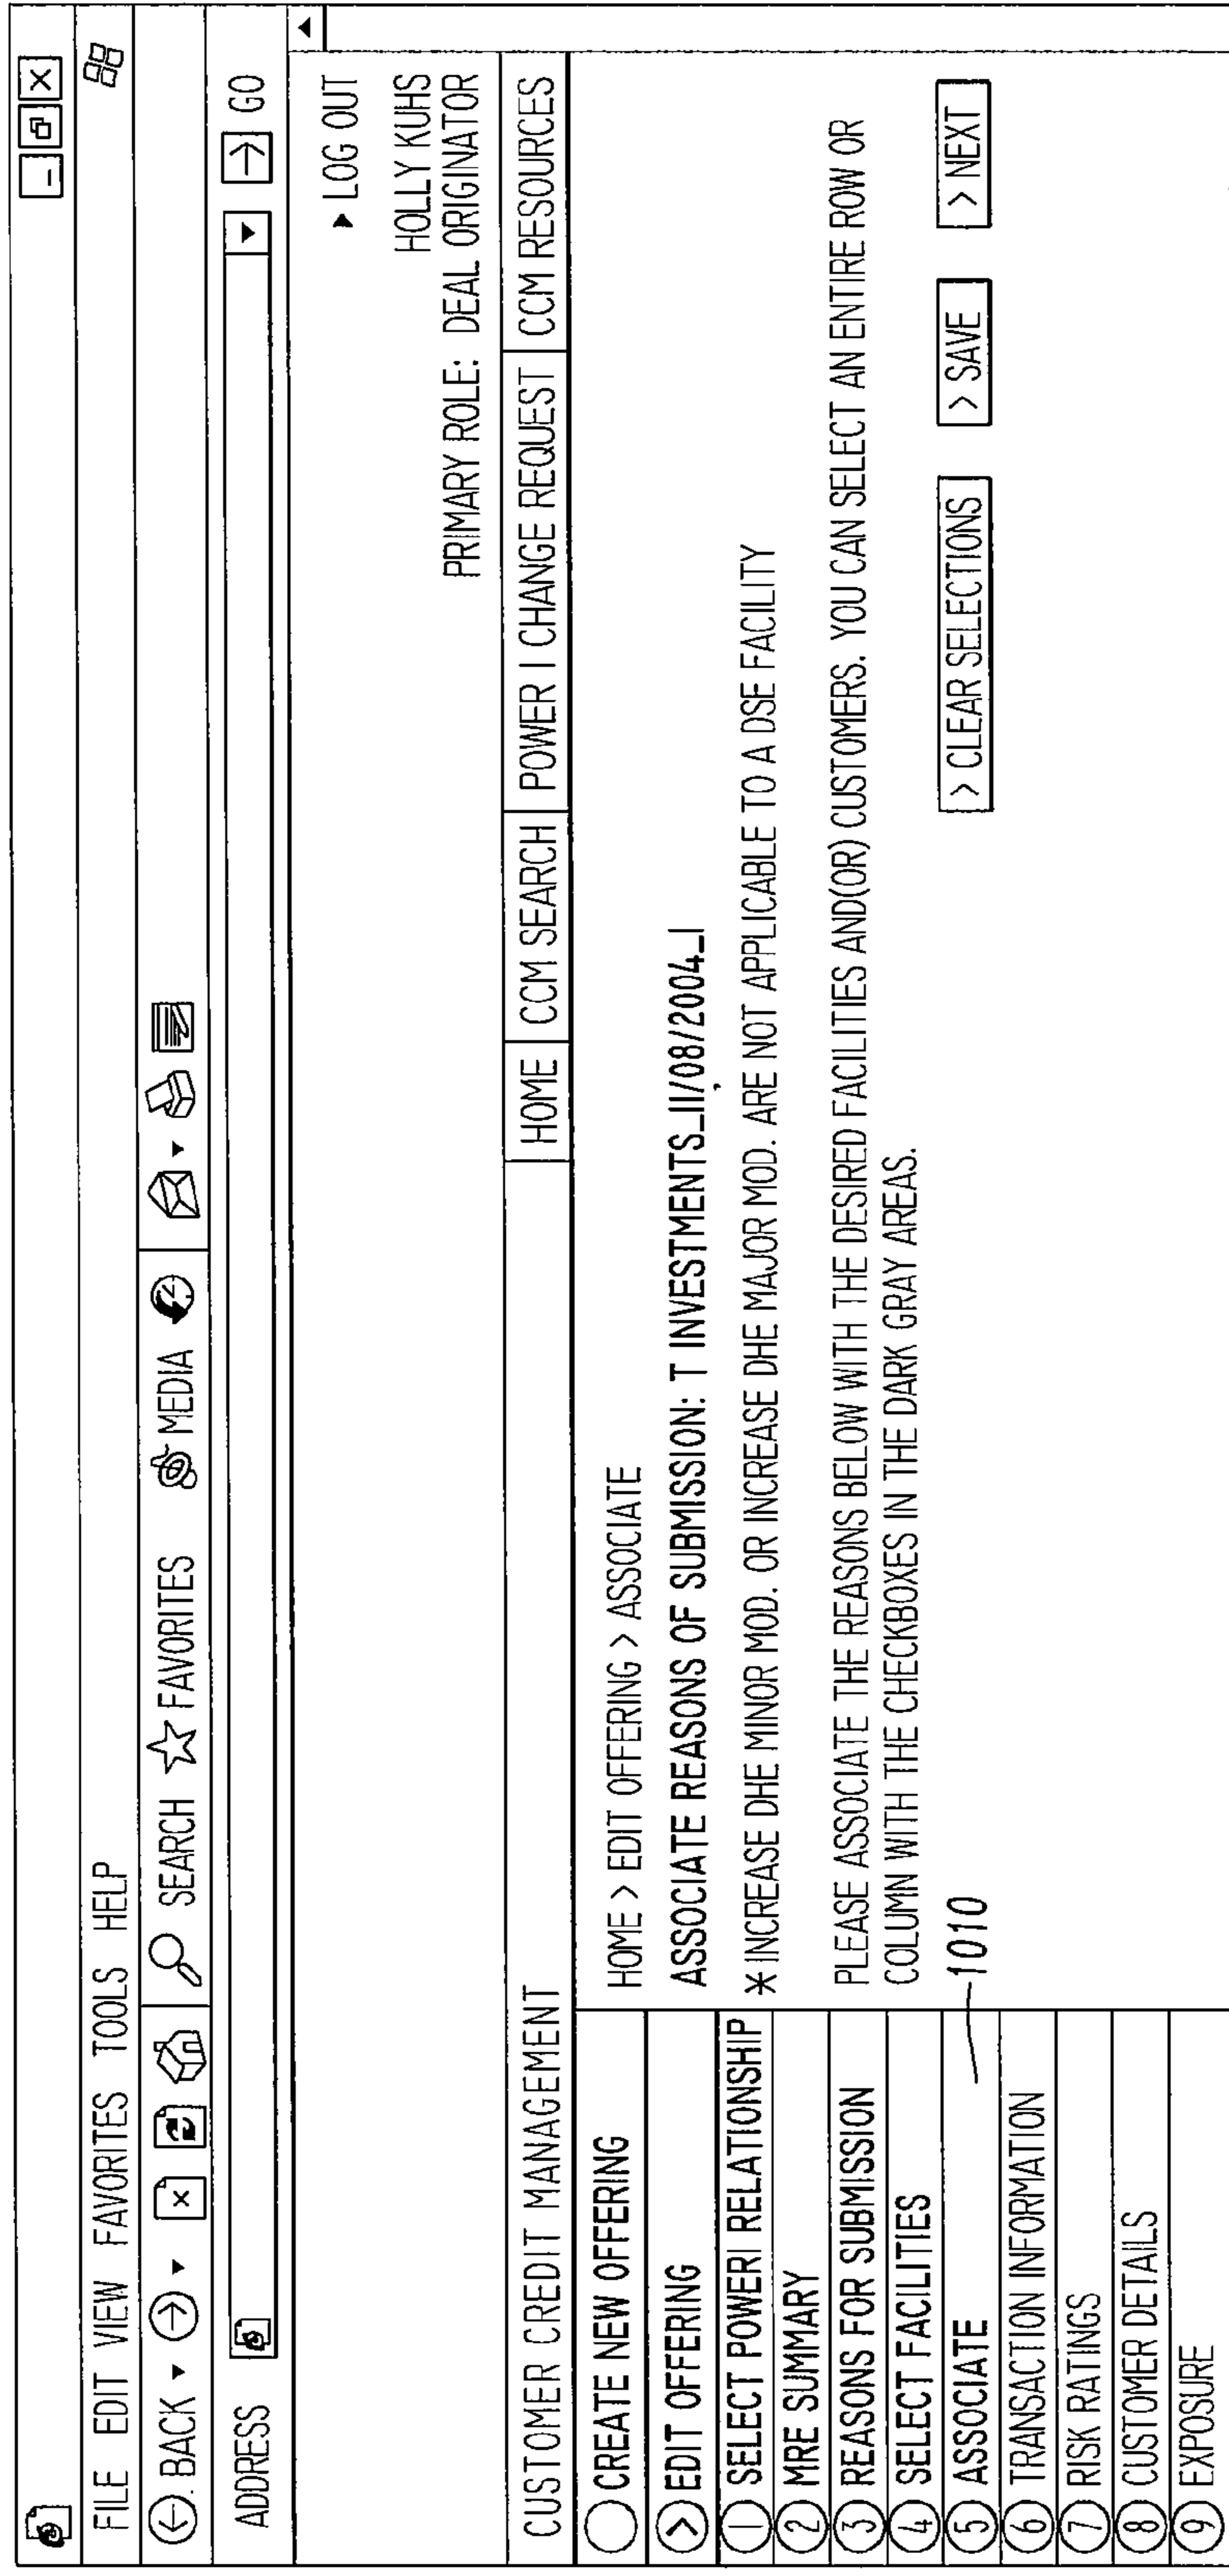 FILE EDIT VIEW FAVORITES TOOLS HELP
BACK SEARCH FAVORITES MEDIA
ADDRESS GO
LOG OUT
HOLLY KUHS
PRIMARY ROLE: DEAL ORIGINATOR
CUSTOMER CREDIT MANAGEMENT
HOME CCM SEARCH POWER I CHANGE REQUEST CCM RESOURCES
CREATE NEW OFFERING
> EDIT OFFERING
1 SELECT POWERI RELATIONSHIP
2 MRE SUMMARY
3 REASONS FOR SUBMISSION
4 SELECT FACILITIES
5 ASSOCIATE
6 TRANSACTION INFORMATION
7 RISK RATINGS
8 CUSTOMER DETAILS
9 EXPOSURE
HOME > EDIT OFFERING > ASSOCIATE
ASSOCIATE REASONS OF SUBMISSION: T INVESTMENTS_11/08/2004_1
* INCREASE DHE MINOR MOD. OR INCREASE DHE MAJOR MOD. ARE NOT APPLICABLE TO A DSE FACILITY
PLEASE ASSOCIATE THE REASONS BELOW WITH THE DESIRED FACILITIES AND(OR) CUSTOMERS. YOU CAN SELECT AN ENTIRE ROW OR
COLUMN WITH THE CHECKBOXES IN THE DARK GRAY AREAS.
1010
> CLEAR SELECTIONS > SAVE > NEXT